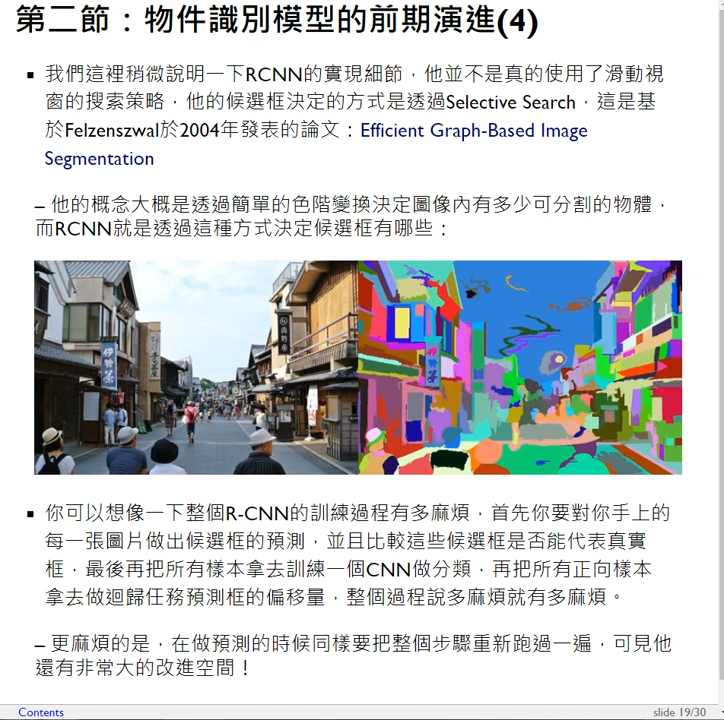 第二節：物件識別模型的前期演進(4)
我們這裡稍微說明一下RCNN的實現細節，他並不是真的使用了滑動視
窗的搜索策略，他的候選框決定的方式是透過Selective Search，這是基
於Felzenszwal於2004年發表的論文：Efficient Graph-Based Image
Segmentation
– 他的概念大概是透過簡單的色階變換決定圖像內有多少可分割的物體，
而RCNN就是透過這種方式決定候選框有哪些：
伊勢茶
伊勢茶
你可以想像一下整個R-CNN的訓練過程有多麻煩，首先你要對你手上的
每一張圖片做出候選框的預測，並且比較這些候選框是否能代表真實
框，最後再把所有樣本拿去訓練一個CNN做分類，再把所有正向樣本
拿去做迴歸任務預測框的偏移量，整個過程說多麻煩就有多麻煩。
– 更麻煩的是，在做預測的時候同樣要把整個步驟重新跑過一遍，可見他
還有非常大的改進空間！
Contents
slide 19/30